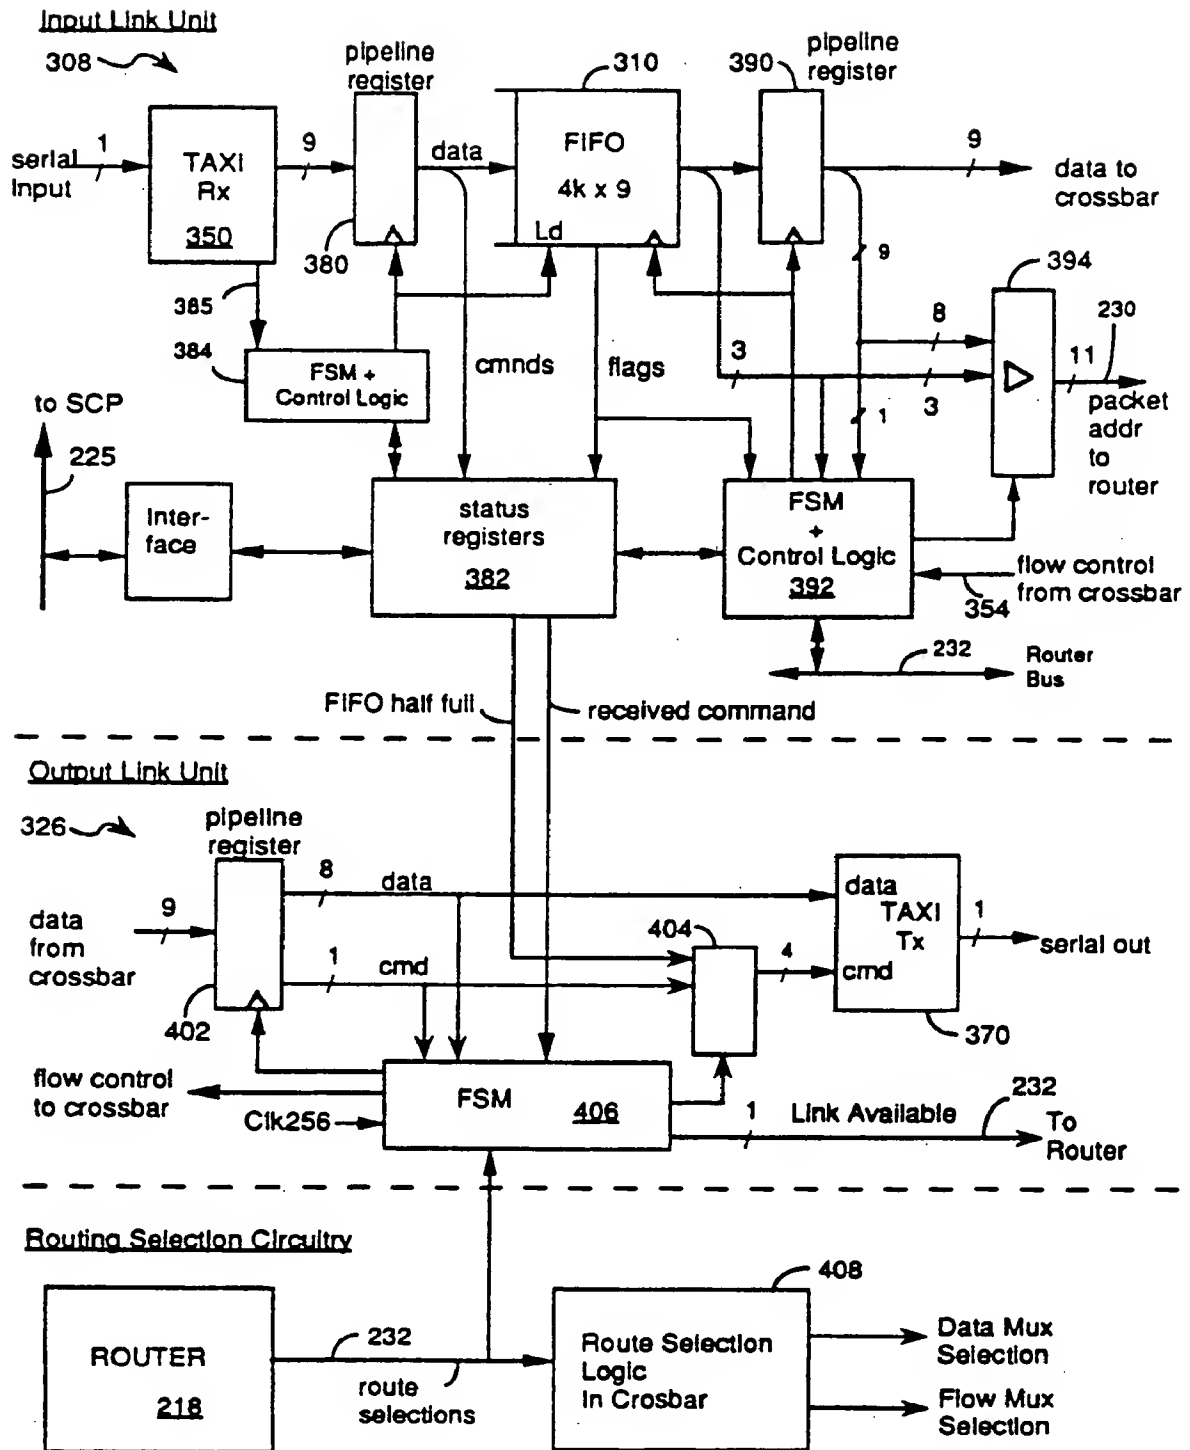 Input Link Unit
308
pipeline
register
310
390
pipeline
register
serial
Input
1
TAXI
Rx
350
9
data
FIFO
4k x 9
Ld
9
data to
crossbar
380
385
384
FSM +
Control Logic
cmnds
flags
3
9
8
3
1
394
11
230
packet
addr
to
router
to SCP
225
Inter-
face
status
registers
382
FSM
+
Control Logic
392
flow control
from crossbar
354
232
Router
Bus
FIFO half full
received command
Output Link Unit
326
pipeline
register
data
from
crossbar
9
402
8
data
1
cmd
404
4
data
TAXI
Tx
cmd
370
1
serial out
flow control
to crossbar
Clk256
FSM
406
1
Link Available
232
To
Router
Routing Selection Circuitry
ROUTER
218
232
route
selections
408
Route Selection
Logic
In Crosbar
Data Mux
Selection
Flow Mux
Selection